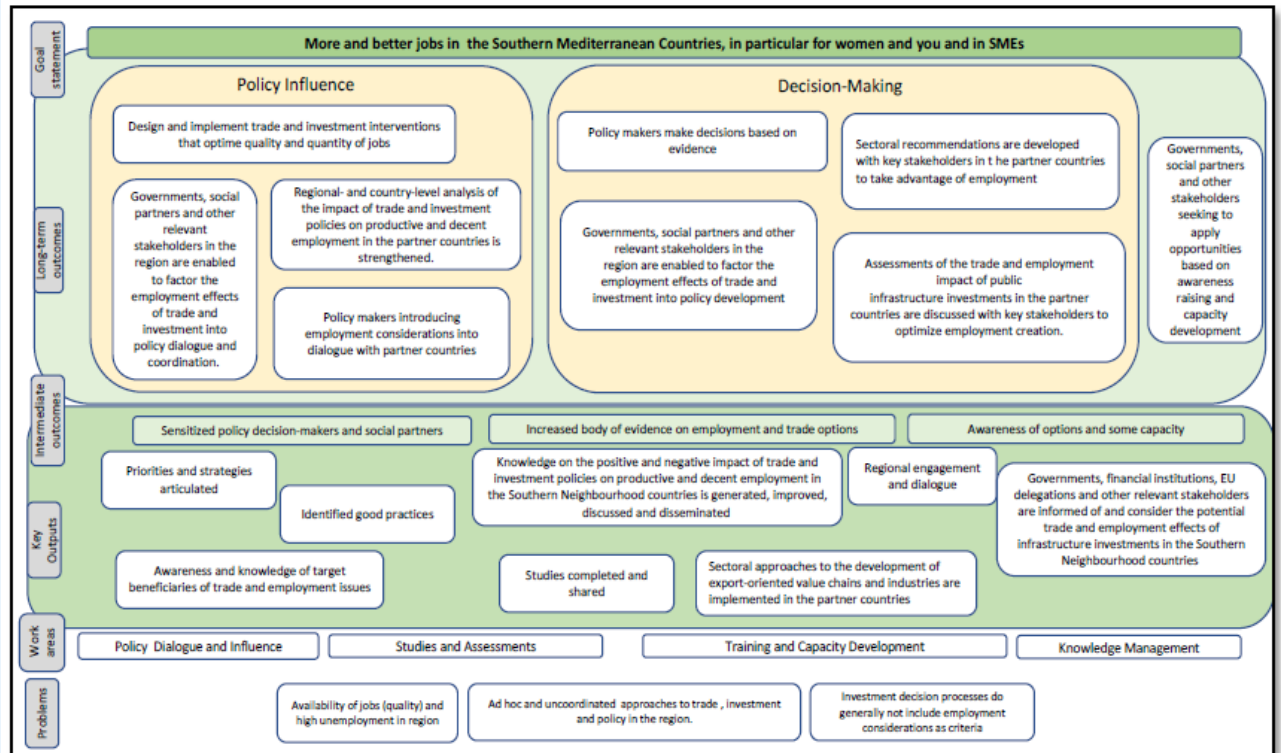 Goal
statement
More and better jobs in the Southern Mediterranean Countries, in particular for women and you and in SMEs
Long-term
outcomes
Policy Influence
Design and implement trade and investment interventions
that optime quality and quantity of jobs
Governments, social
partners and other
relevant
stakeholders in the
region are enabled
to factor the
employment effects
of trade and
investment into
policy dialogue and
coordination.
Regional- and country-level analysis of
the impact of trade and investment
policies on productive and decent
employment in the partner countries is
strengthened.
Policy makers introducing
employment considerations into
dialogue with partner countries
Decision-Making
Policy makers make decisions based on
evidence
Sectoral recommendations are developed
with key stakeholders in t he partner countries
to take advantage of employment
Governments, social partners and other
relevant stakeholders in the
region are enabled to factor the
employment effects of trade and
investment into policy development
Assessments of the trade and employment
impact of public
infrastructure investments in the partner
countries are discussed with key stakeholders to
optimize employment creation.
Governments,
social partners
and other
stakeholders
seeking to
apply
opportunities
based on
awareness
raising and
capacity
development
Intermediate
outcomes
Sensitized policy decision-makers and social partners
Increased body of evidence on employment and trade options
Awareness of options and some capacity
Key
Outputs
Priorities and strategies
articulated
Identified good practices
Awareness and knowledge of target
beneficiaries of trade and employment issues
Knowledge on the positive and negative impact of trade and
investment policies on productive and decent employment in
the Southern Neighbourhood countries is generated, improved,
discussed and disseminated
Studies completed and
shared
Regional engagement
and dialogue
Sectoral approaches to the development of
export-oriented value chains and industries are
implemented in the partner countries
Governments, financial institutions, EU
delegations and other relevant stakeholders
are informed of and consider the potential
trade and employment effects of
infrastructure investments in the Southern
Neighbourhood countries
Work
areas
Policy Dialogue and Influence
Studies and Assessments
Training and Capacity Development
Knowledge Management
Problems
Availability of jobs (quality) and
high unemployment in region
Ad hoc and uncoordinated approaches to trade , investment
and policy in the region.
Investment decision processes do
generally not include employment
considerations as criteria